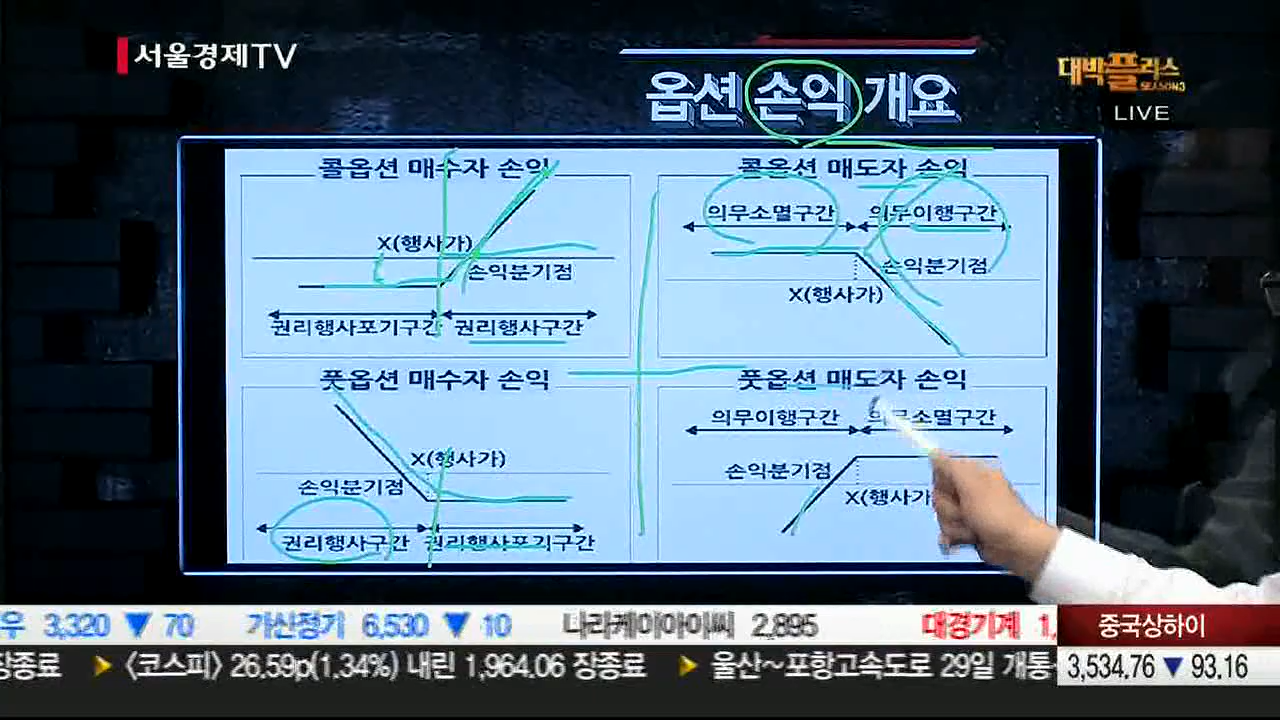 서울경제TV
옵션 손익 개요
대박플러스
SEASON3
LIVE
콜옵션 매수자 손익
X(행사가)
손익분기점
권리행사포기구간 권리행사구간
콜옵션 매도자 손익
의무소멸구간 의무이행구간
손익분기점
X(행사가)
풋옵션 매수자 손익
X(행사가)
손익분기점
권리행사구간 권리행사포기구간
풋옵션 매도자 손익
의무이행구간 의무소멸구간
손익분기점
X(행사가
우 3,320 ▼ 70 가산정기 6,530 ▼ 10 나라케이아이씨 2,895 대경기계 1, 중국상하이
장종료 ▶ <코스피> 26.59p(1.34%) 내린 1,964.06 장종료 ▶ 울산~포항고속도로 29일 개통 3,534.76 ▼ 93.16